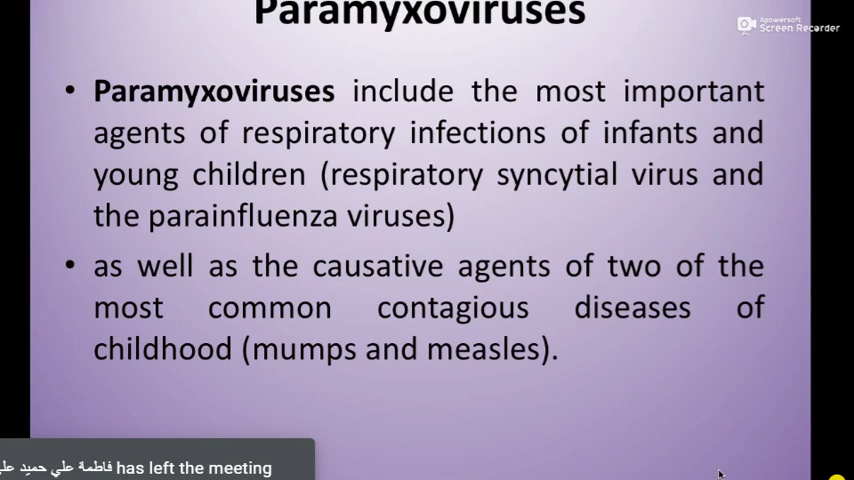 Paramyxoviruses
Apowersoft
Screen Recorder
• Paramyxoviruses include the most important
agents of respiratory infections of infants and
young children (respiratory syncytial virus and
the parainfluenza viruses)
• as well as the causative agents of two of the
most common contagious diseases of
childhood (mumps and measles).
فاطمة علي حميد علي has left the meeting